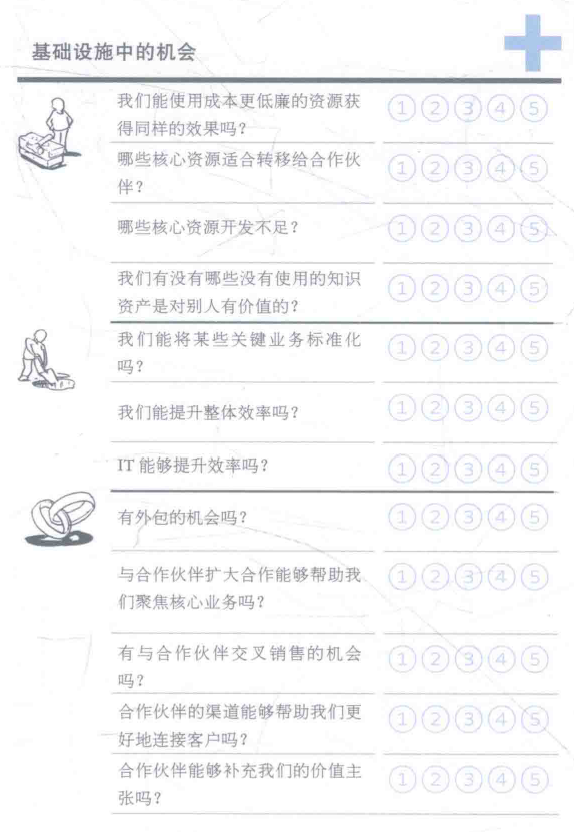 基础设施中的机会
我们能使用成本更低廉的资源获 ① ② ③ ④ ⑤
得同样的效果吗？
哪些核心资源适合转移给合作伙 ① ② ③ ④ ⑤
伴？
哪些核心资源开发不足？ ① ② ③ ④ ⑤
我们有没有哪些没有使用的知识 ① ② ③ ④ ⑤
资产是对别人有价值的？
我们能将某些关键业务标准化 ① ② ③ ④ ⑤
吗？
我们能提升整体效率吗？ ① ② ③ ④ ⑤
IT 能够提升效率吗？ ① ② ③ ④ ⑤
有外包的机会吗？ ① ② ③ ④ ⑤
与合作伙伴扩大合作能够帮助我 ① ② ③ ④ ⑤
们聚焦核心业务吗？
有与合作伙伴交叉销售的机会 ① ② ③ ④ ⑤
吗？
合作伙伴的渠道能够帮助我们更 ① ② ③ ④ ⑤
好地连接客户吗？
合作伙伴能够补充我们的价值主 ① ② ③ ④ ⑤
张吗？